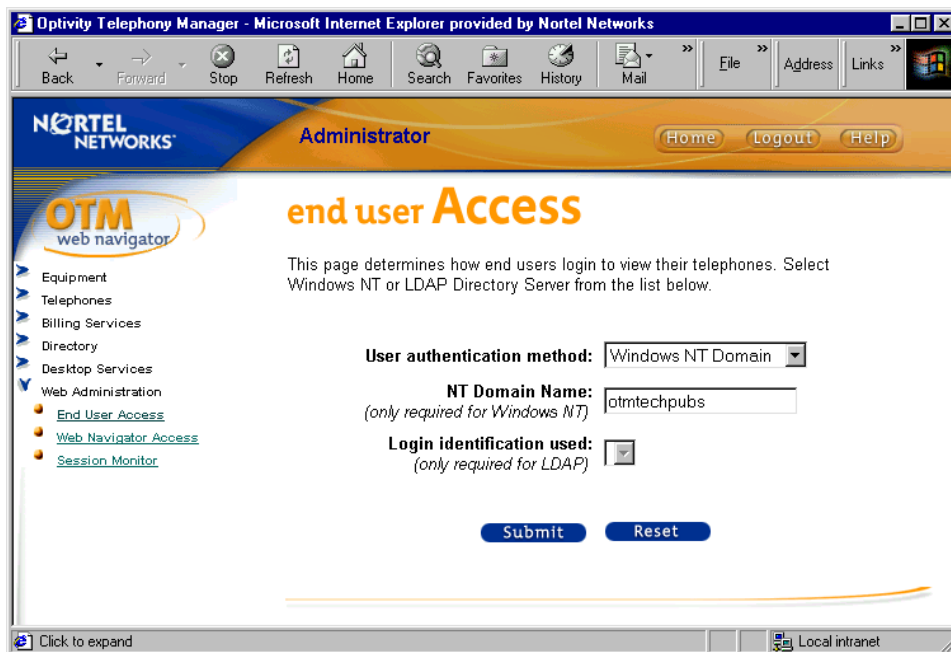 Optivity Telephony Manager - Microsoft Internet Explorer provided by Nortel Networks
Back Forward Stop Refresh Home Search Favorites History Mail » File » Address Links »
NORTEL
NETWORKS
Administrator
Home Logout Help
OTM
web navigator
end user Access
This page determines how end users login to view their telephones. Select
Windows NT or LDAP Directory Server from the list below.
Equipment
Telephones
Billing Services
Directory
Desktop Services
Web Administration
End User Access
Web Navigator Access
Session Monitor
User authentication method: Windows NT Domain
NT Domain Name: otmtechpubs
(only required for Windows NT)
Login identification used:
(only required for LDAP)
Submit Reset
Click to expand Local intranet